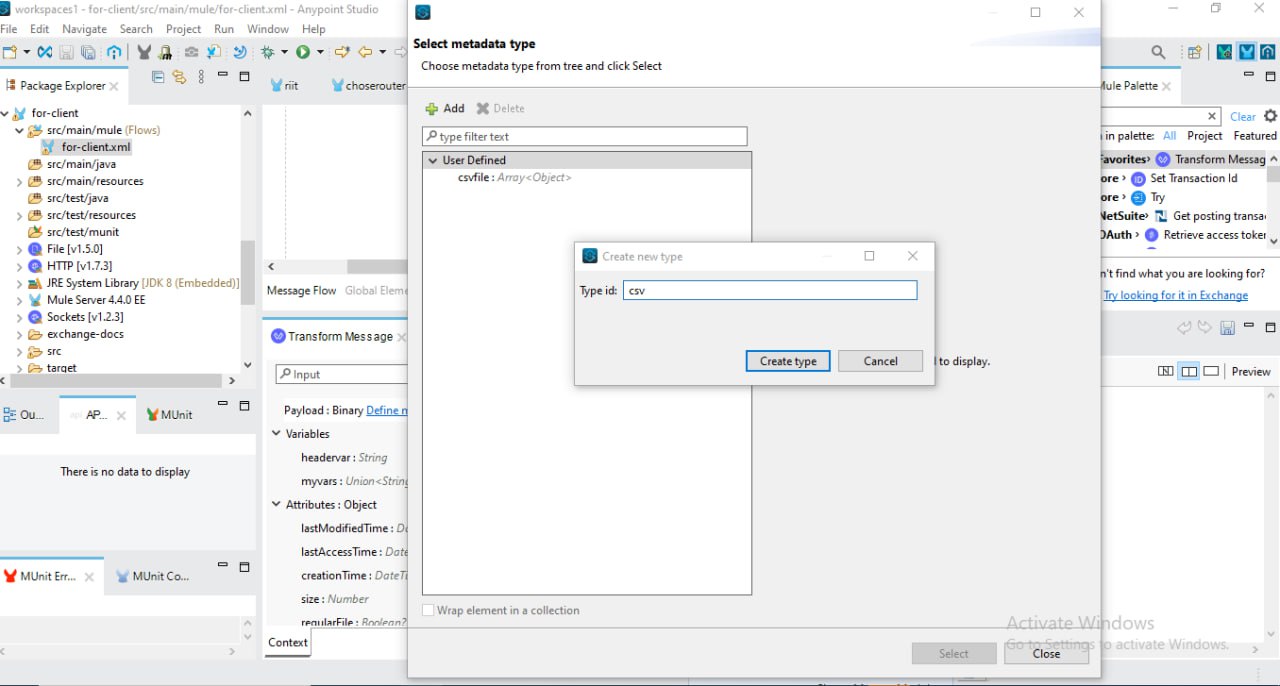 workspaces1 - for-client/src/main/mule/for-client.xml - Anypoint Studio
File Edit Navigate Search Project Run Window Help
Package Explorer
for-client
src/main/mule (Flows)
for-client.xml
src/main/java
src/main/resources
src/test/java
src/test/resources
src/test/munit
File [v1.5.0]
HTTP [v1.7.3]
JRE System Library [JDK 8 (Embedded)]
Mule Server 4.4.0 EE
Sockets [v1.2.3]
exchange-docs
src
target
Ou...
AP...
MUnit
There is no data to display
MUnit Err...
MUnit Co...
riit
choserouter
Message Flow Global Eleme
Transform Message
Input
Payload : Binary Define
Variables
headervar : String
myvars : Union<String
Attributes : Object
lastModifiedTime :
lastAccessTime : Date
creationTime : DateTi
size : Number
regularFile : Boolean?
Context
Select metadata type
Choose metadata type from tree and click Select
Add Delete
type filter text
User Defined
csvfile : Array<Object>
Create new type
Type id: csv
Create type Cancel
to display.
Wrap element in a collection
Select Close
Mule Palette
Clear
in palette: All Project Featured
Favorites> Transform Messag
ore > Set Transaction Id
ore > Try
NetSuite> Get posting transa
OAuth > Retrieve access token
n't find what you are looking for?
Try looking for it in Exchange
Preview
Activate Windows
Go to Settings to activate Windows.